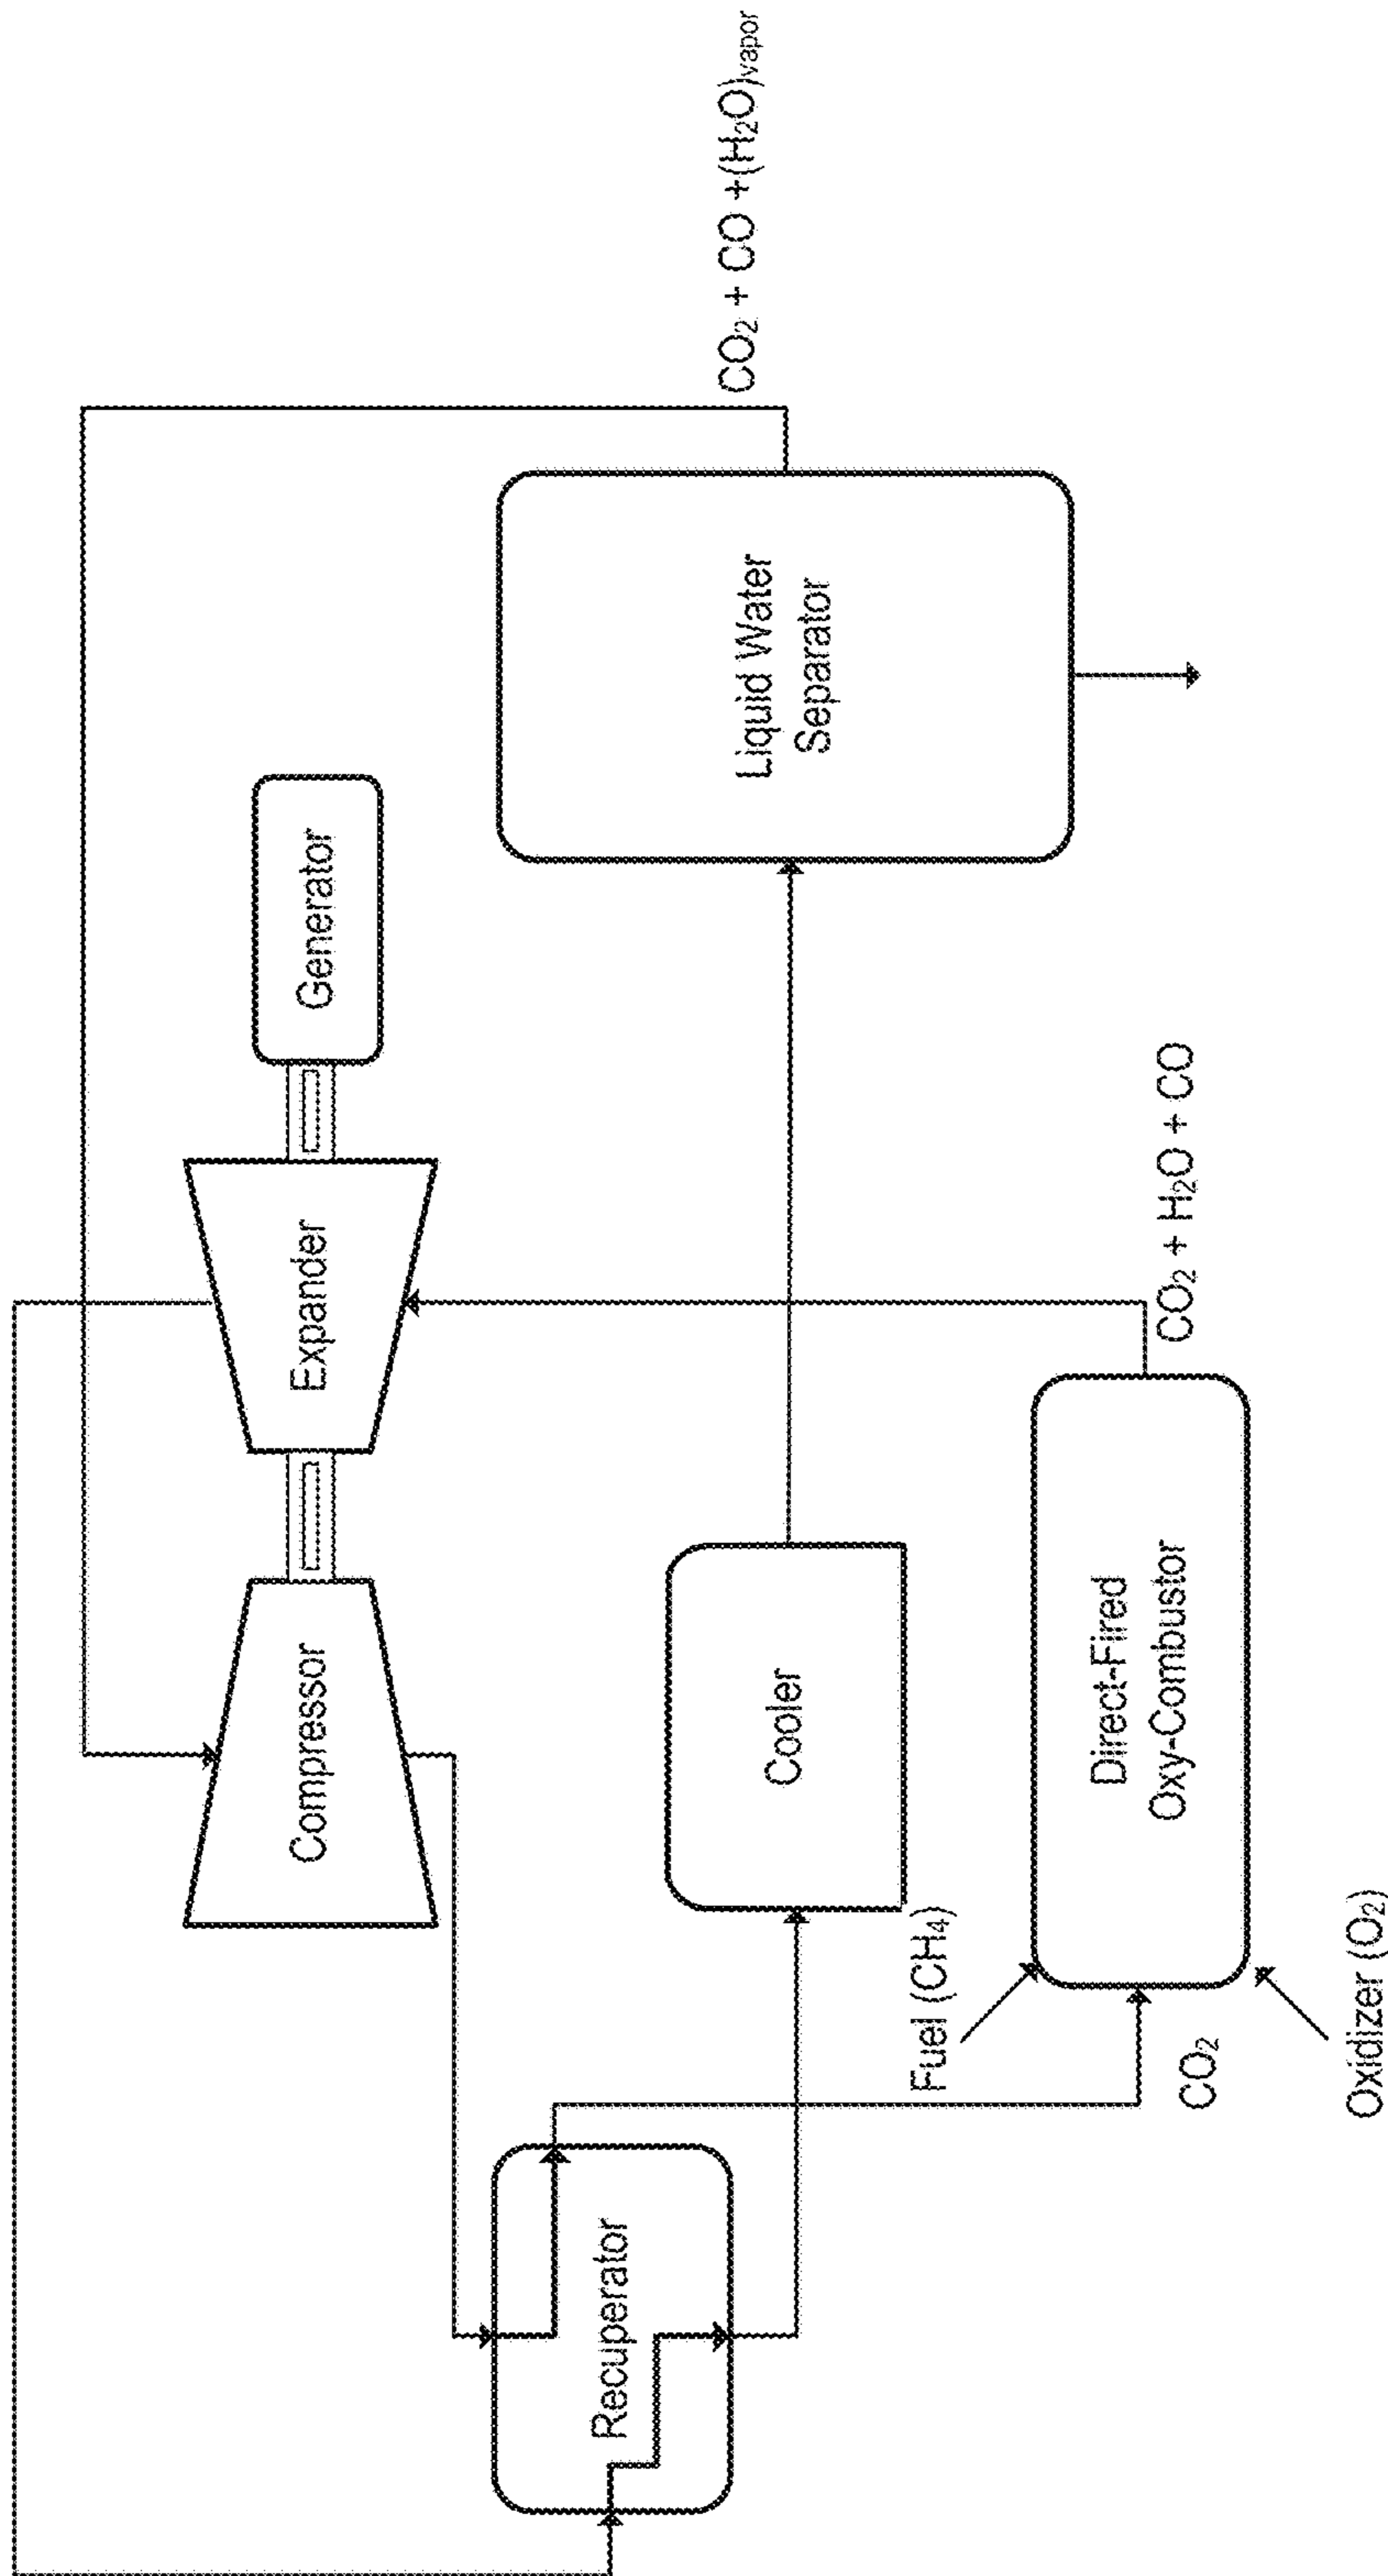 Compressor
Expander
Generator
Recuperator
Cooler
Liquid Water
Separator
CO₂ + CO +(H₂O)vapor
Fuel (CH₄)
CO₂
Oxidizer (O₂)
Direct-Fired
Oxy-Combustor
CO₂ + H₂O + CO